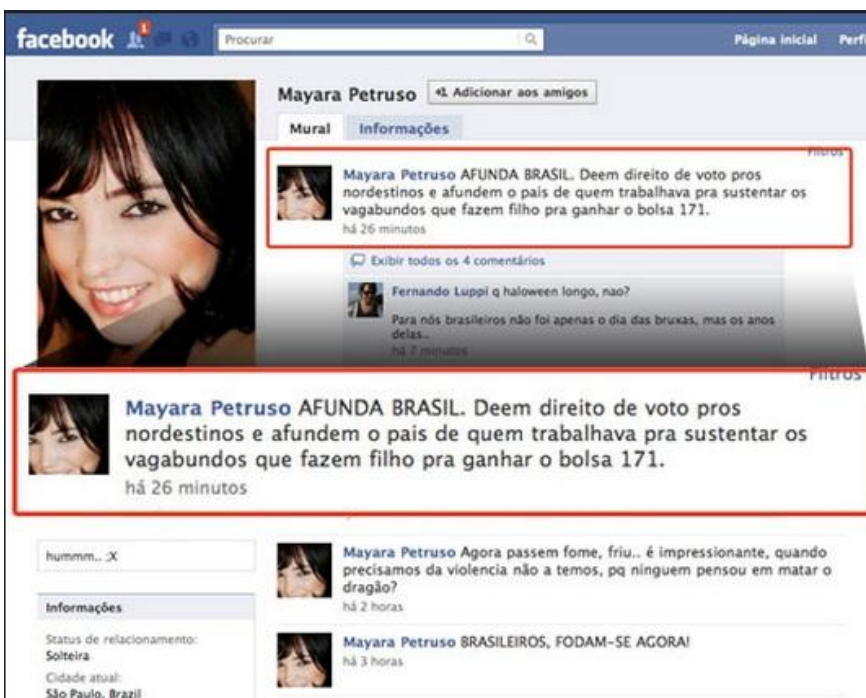 facebook 1 Procurar Página inicial Perfi
Mayara Petruso +1 Adicionar aos amigos
Mural Informações
Filtros
Mayara Petruso AFUNDA BRASIL. Deem direito de voto pros
nordestinos e afundem o pais de quem trabalhava pra sustentar os
vagabundos que fazem filho pra ganhar o bolsa 171.
há 26 minutos
Exibir todos os 4 comentários
Fernando Luppi q haloween longo, nao?
Para nós brasileiros não foi apenas o dia das bruxas, mas os anos
delas..
há 7 minutos
Filtros
Mayara Petruso AFUNDA BRASIL. Deem direito de voto pros
nordestinos e afundem o pais de quem trabalhava pra sustentar os
vagabundos que fazem filho pra ganhar o bolsa 171.
há 26 minutos
hummm.. ;X
Mayara Petruso Agora passem fome, friu.. é impressionante, quando
precisamos da violencia não a temos, pq ninguem pensou em matar o
dragão?
há 2 horas
Informações
Status de relacionamento:
Solteira
Mayara Petruso BRASILEIROS, FODAM-SE AGORA!
há 3 horas
Cidade atual:
São Paulo, Brazil